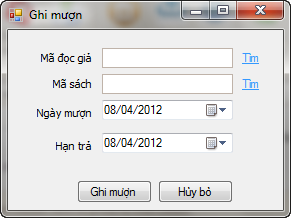 Ghi mượn
Mã đọc giả Tìm
Mã sách Tìm
Ngày mượn 08/04/2012
Hạn trả 08/04/2012
Ghi mượn Hủy bỏ